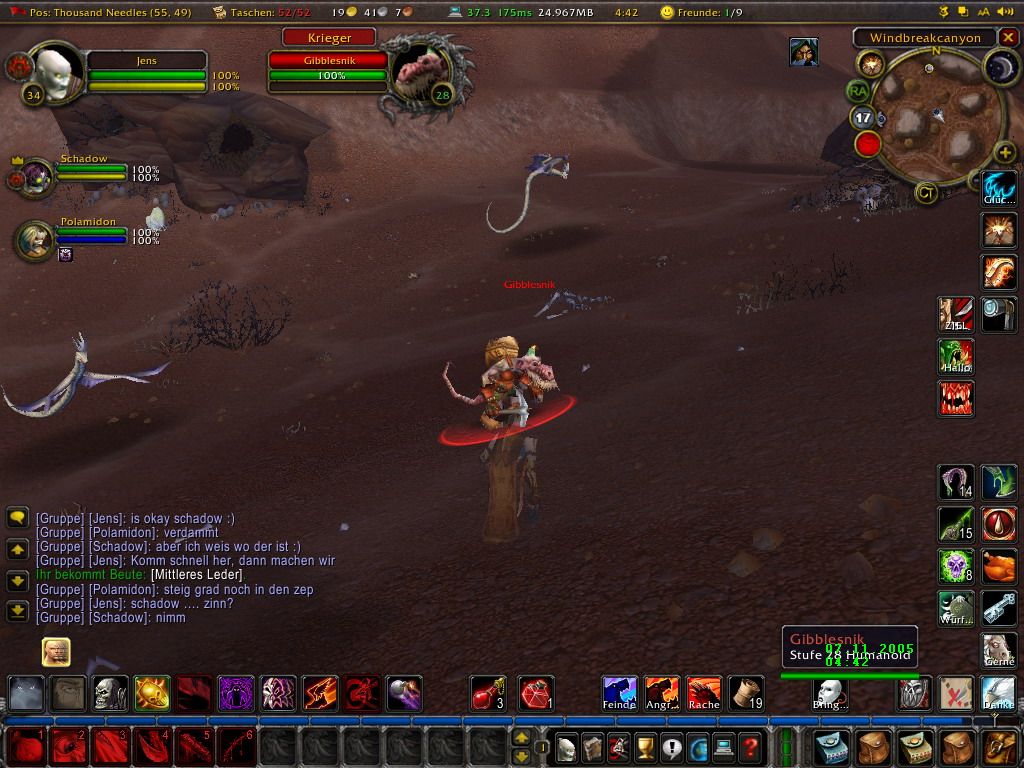 Pos: Thousand Needles (55, 49) Taschen: 52/52 19 41 7 37.3 175ms 24.967MB 4:42 Freunde: 1/9
Krieger
Windbreakcanyon
Jens
Gibblesnik
N
100%
100%
100%
34
28
RA
17
Schadow
100%
100%
CT
Polamidon
100%
100%
Gluc...
Gibblesnik
ZIEL
Hallo
14
15
8
Würf...
[Gruppe] [Jens]: is okay schadow :)
[Gruppe] [Polamidon]: verdammt
[Gruppe] [Schadow]: aber ich weis wo der ist :)
[Gruppe] [Jens]: Komm schnell her, dann machen wir
Ihr bekommt Beute: [Mittleres Leder].
[Gruppe] [Polamidon]: steig grad noch in den zep
[Gruppe] [Jens]: schadow .... zinn?
[Gruppe] [Schadow]: nimm
Gibblesnik
Stufe 28 Humanoid
07.11.2005
04:42
Gerne
3
1
Feinde
Angr...
Rache
19
Bring...
Danke
1 2 3 4 5 6
1